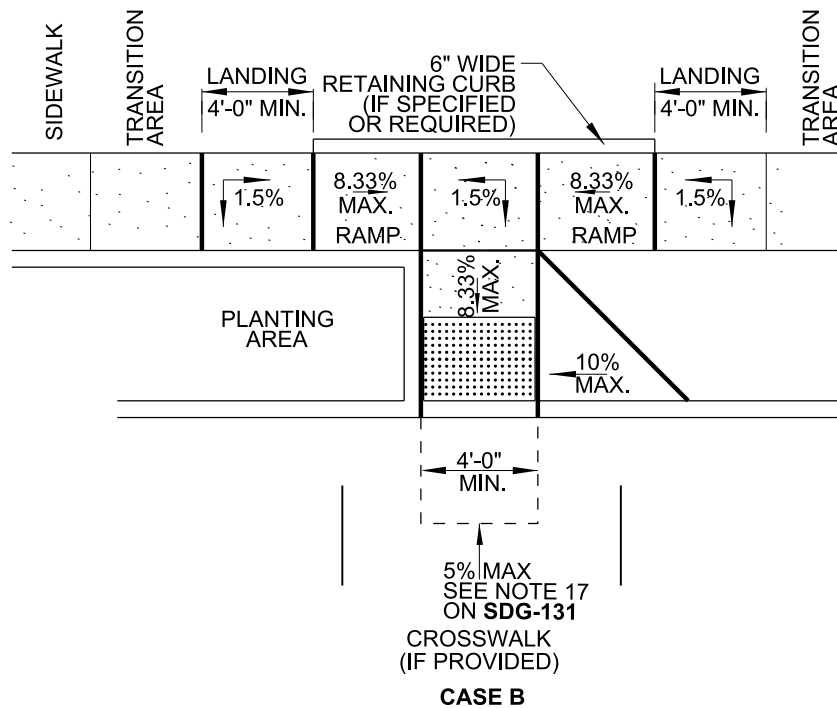 SIDEWALK
TRANSITION
AREA
LANDING
4'-0" MIN.
6" WIDE
RETAINING CURB
(IF SPECIFIED
OR REQUIRED)
LANDING
4'-0" MIN.
TRANSITION
AREA
1.5%
8.33%
MAX.
RAMP
1.5%
8.33%
MAX.
RAMP
1.5%
8.33%
MAX.
PLANTING
AREA
10%
MAX.
4'-0"
MIN.
5% MAX
SEE NOTE 17
ON SDG-131
CROSSWALK
(IF PROVIDED)
CASE B